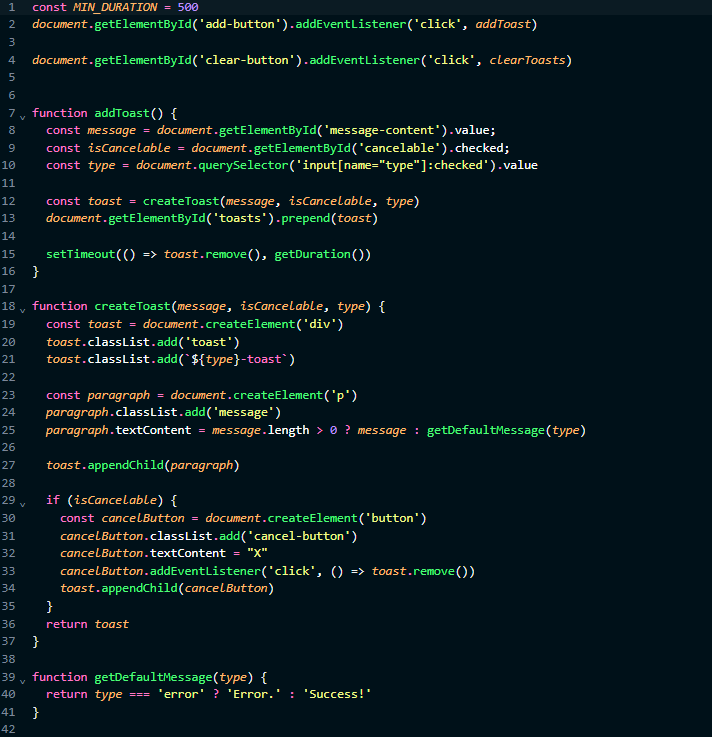 1 const MIN_DURATION = 500
2 document.getElementById('add-button').addEventListener('click', addToast)
3
4 document.getElementById('clear-button').addEventListener('click', clearToasts)
5
6
7 function addToast() {
8   const message = document.getElementById('message-content').value;
9   const isCancelable = document.getElementById('cancelable').checked;
10   const type = document.querySelector('input[name="type"]:checked').value
11
12   const toast = createToast(message, isCancelable, type)
13   document.getElementById('toasts').prepend(toast)
14
15   setTimeout(() => toast.remove(), getDuration())
16 }
17
18 function createToast(message, isCancelable, type) {
19   const toast = document.createElement('div')
20   toast.classList.add('toast')
21   toast.classList.add(`${type}-toast`)
22
23   const paragraph = document.createElement('p')
24   paragraph.classList.add('message')
25   paragraph.textContent = message.length > 0 ? message : getDefaultMessage(type)
26
27   toast.appendChild(paragraph)
28
29   if (isCancelable) {
30     const cancelButton = document.createElement('button')
31     cancelButton.classList.add('cancel-button')
32     cancelButton.textContent = "X"
33     cancelButton.addEventListener('click', () => toast.remove())
34     toast.appendChild(cancelButton)
35   }
36   return toast
37 }
38
39 function getDefaultMessage(type) {
40   return type === 'error' ? 'Error.' : 'Success!'
41 }
42